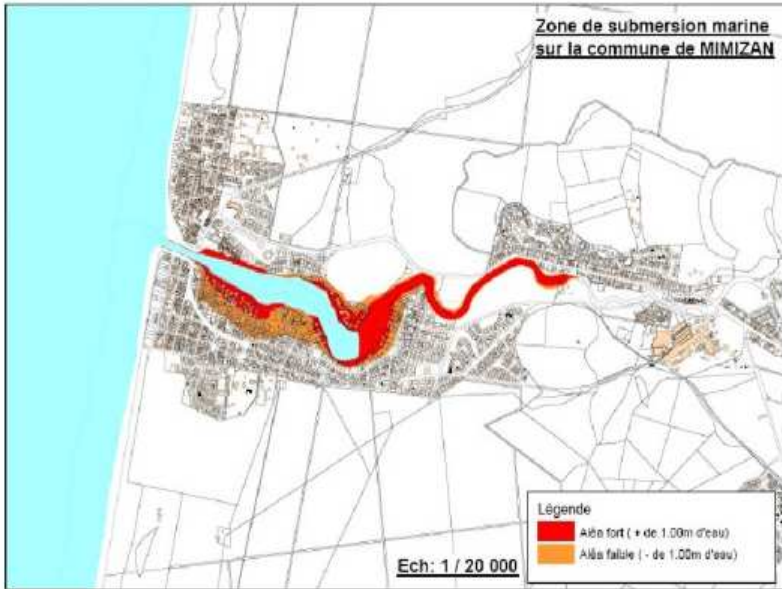 Zone de submersion marine
sur la commune de MIMIZAN
Légende
Aléa fort ( + de 1.00m d'eau)
Aléa faible ( - de 1.00m d'eau)
Ech: 1 / 20 000